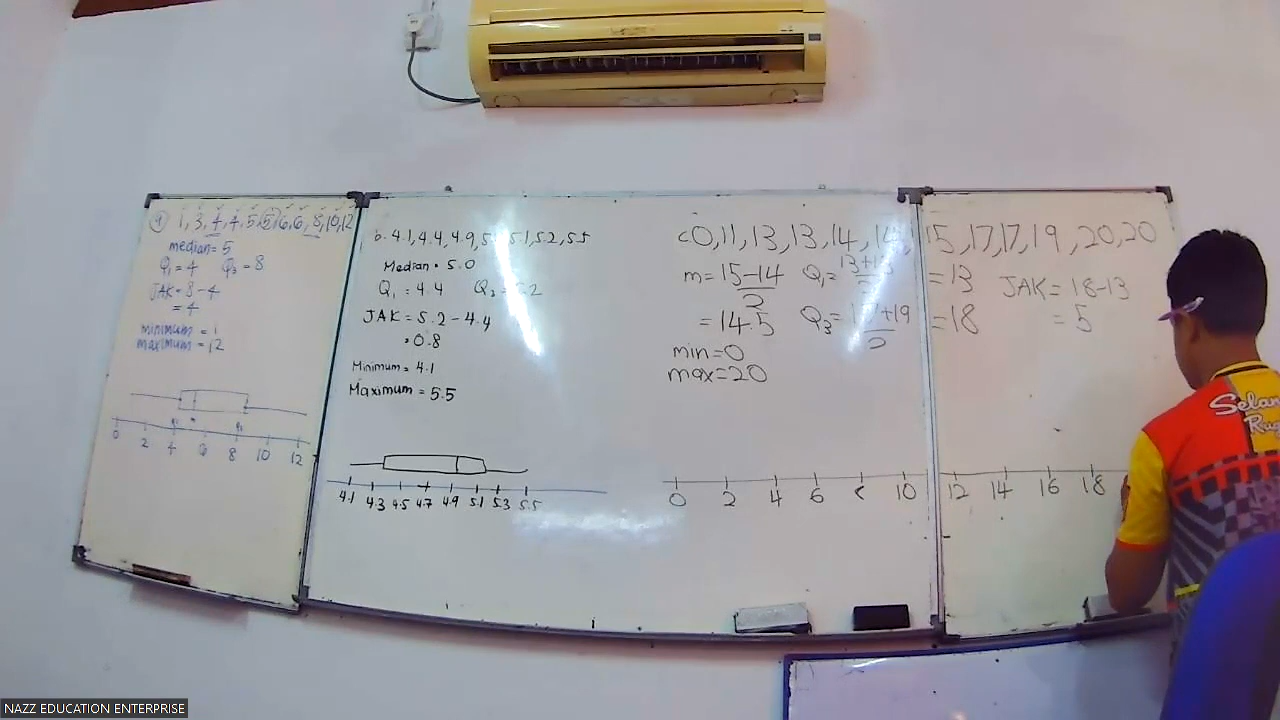 a 1, 3, 4, 4, 5, 5, 6, 6, 8, 10, 12
median = 5
Q₁ = 4 Q₃ = 8
JAK = 8 - 4
= 4
minimum = 1
maximum = 12
0 2 4 6 8 10 12
b. 4.1, 4.4, 4.9, 5.1, 5.2, 5.5
Median = 5.0
Q₁ = 4.4
JAK = 5.2 - 4.4
= 0.8
Minimum = 4.1
Maximum = 5.5
4.1 4.3 4.5 4.7 4.9 5.1 5.3 5.5
c. 0, 11, 13, 13, 14, 14, 15, 17, 17, 19, 20, 20
m = 15-14/2 Q₁ = = 13 JAK = 18-13
= 14.5 Q₃ = +19/2 = 18 = 5
min = 0
max = 20
0 2 4 6 10 12 14 16 18
Selan
NAZZ EDUCATION ENTERPRISE